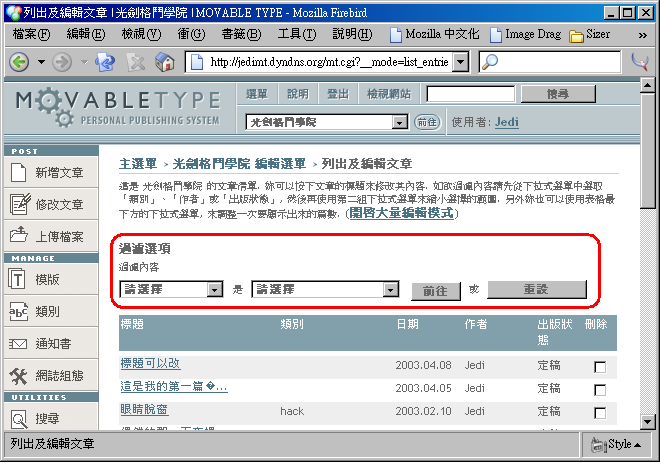 列出及編輯文章 | 光劍格鬥學院 | MOVABLE TYPE - Mozilla Firebird
檔案(F) 編輯(E) 檢視(V) 衝(G) 書籤(B) 工具(T) 說明(H) Mozilla 中文化 Image Drag Sizer
http://jedimt.dyndns.org/mt.cgi?__mode=list_entrie
MOVABLETYPE
PERSONAL PUBLISHING SYSTEM
選單 說明 登出 檢視網站 搜尋
光劍格鬥學院 前往 使用者: Jedi
POST
新增文章
修改文章
上傳檔案
MANAGE
模版
類別
通知書
網誌組態
UTILITIES
搜尋
主選單 > 光劍格鬥學院 編輯選單 > 列出及編輯文章
這是 光劍格鬥學院 的文章清單. 妳可以按下文章的標題來修改其內容. 如欲過濾內容請先從下拉式選單中選取
「類別」、「作者」或「出版狀態」, 然後再使用第二組下拉式選單來縮小選擇的範圍. 另外妳也可以使用表格最
下方的下拉式選單, 來調整一次要顯示出來的篇數. (開啓大量編輯模式)
過濾選項
過濾內容
請選擇 是 請選擇 前往 或 重設
標題 類別 日期 作者 出版狀態 刪除
標題可以改 2003.04.08 Jedi 定稿
這是我的第一篇�... 2003.04.05 Jedi 定稿
眼睛脫窗 hack 2003.02.10 Jedi 定稿
列出及編輯文章 Style